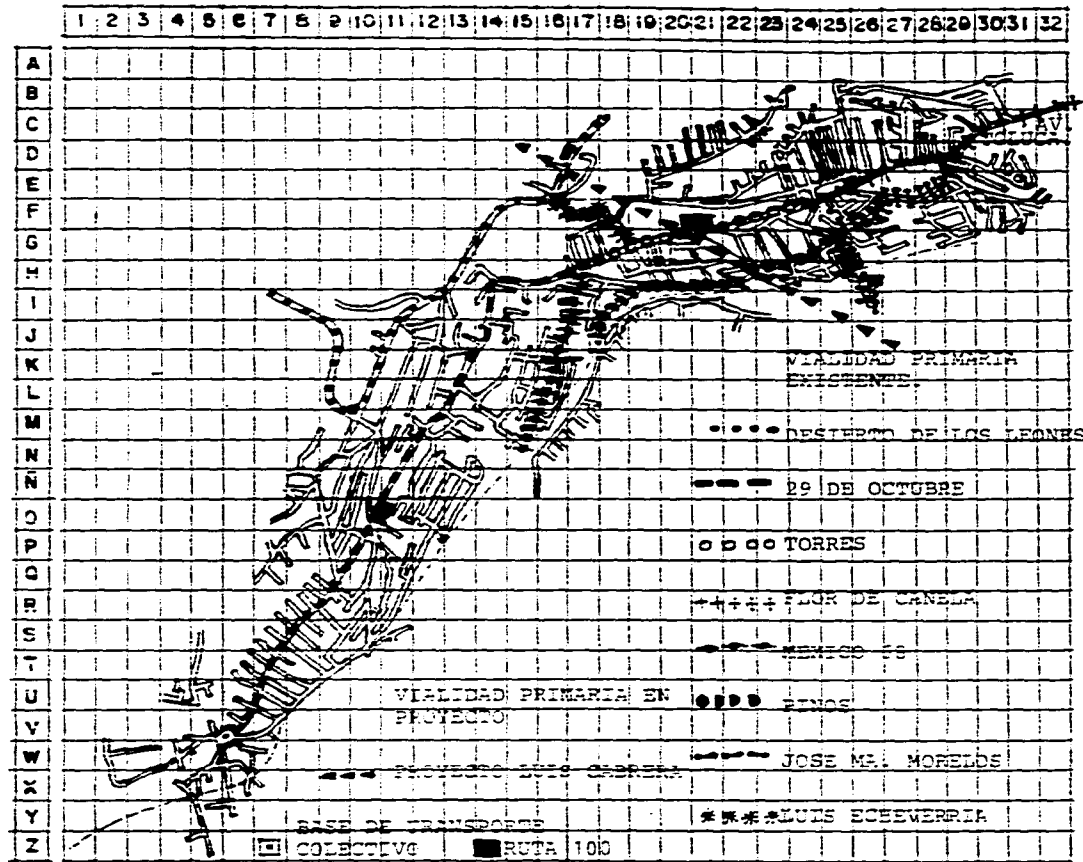 1 2 3 4 5 6 7 8 9 10 11 12 13 14 15 16 17 18 19 20 21 22 23 24 25 26 27 28 29 30 31 32
A
B
C
AV.
D
E
F
G
H
I
J
K
VIALIDAD PRIMARIA
L
EXISTENTE.
M
DESIERTO DE LOS LEONES
N
Ñ
29 DE OCTUBRE
O
P
TORRES
Q
R
FLOR DE CANELA
S
T
MEXICO 68
U
VIALIDAD PRIMARIA EN
PINOS
V
PROYECTO
W
JOSE MA. MORELOS
X
PROYECTO LUIS CABRERA
Y
LUIS ECHEVERRIA
BASE DE TRANSPORTE
Z
COLECTIVO
RUTA 100